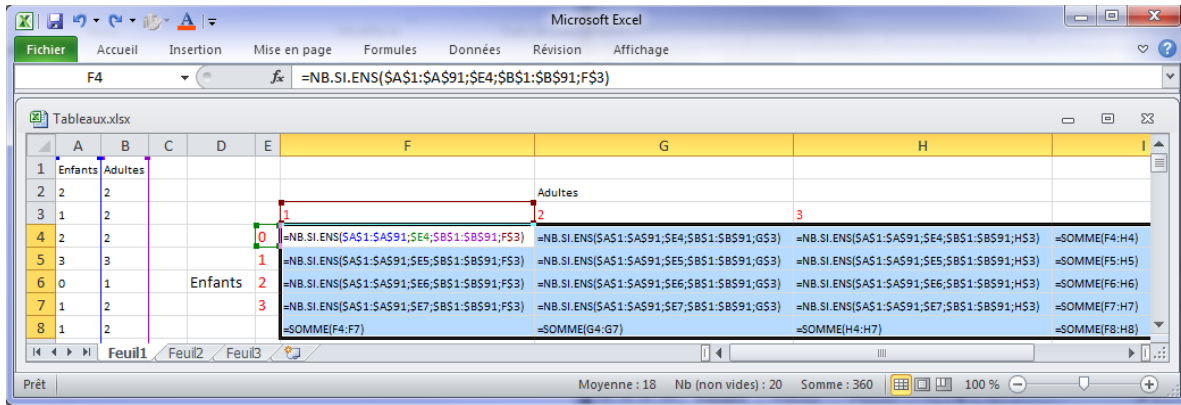 Microsoft Excel
Fichier Accueil Insertion Mise en page Formules Données Révision Affichage
F4 fx =NB.SI.ENS($A$1:$A$91;$E4;$B$1:$B$91;F$3)
Tableaux.xlsx
A B C D E F G H I
1 Enfants Adultes
2 2 2 Adultes
3 1 2 1 2 3
4 2 2 0 =NB.SI.ENS($A$1:$A$91;$E4;$B$1:$B$91;F$3) =NB.SI.ENS($A$1:$A$91;$E4;$B$1:$B$91;G$3) =NB.SI.ENS($A$1:$A$91;$E4;$B$1:$B$91;H$3) =SOMME(F4:H4)
5 3 3 1 =NB.SI.ENS($A$1:$A$91;$E5;$B$1:$B$91;F$3) =NB.SI.ENS($A$1:$A$91;$E5;$B$1:$B$91;G$3) =NB.SI.ENS($A$1:$A$91;$E5;$B$1:$B$91;H$3) =SOMME(F5:H5)
6 0 1 Enfants 2 =NB.SI.ENS($A$1:$A$91;$E6;$B$1:$B$91;F$3) =NB.SI.ENS($A$1:$A$91;$E6;$B$1:$B$91;G$3) =NB.SI.ENS($A$1:$A$91;$E6;$B$1:$B$91;H$3) =SOMME(F6:H6)
7 1 2 3 =NB.SI.ENS($A$1:$A$91;$E7;$B$1:$B$91;F$3) =NB.SI.ENS($A$1:$A$91;$E7;$B$1:$B$91;G$3) =NB.SI.ENS($A$1:$A$91;$E7;$B$1:$B$91;H$3) =SOMME(F7:H7)
8 1 2 =SOMME(F4:F7) =SOMME(G4:G7) =SOMME(H4:H7) =SOMME(F8:H8)
Feuil1 Feuil2 Feuil3
Prêt Moyenne : 18 Nb (non vides) : 20 Somme : 360 100 %